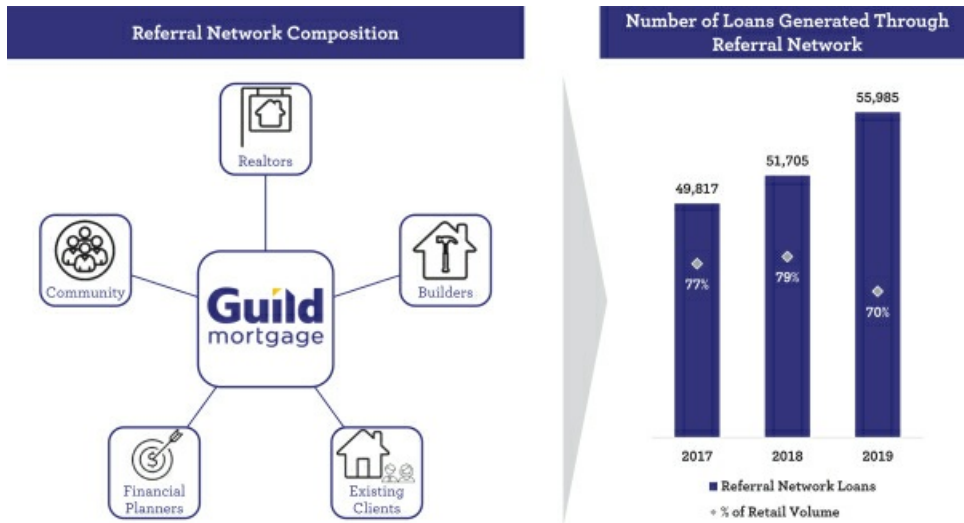 Referral Network Composition
Realtors
Community
Builders
Guild
mortgage
$
Financial
Planners
Existing
Clients
Number of Loans Generated Through
Referral Network
55,985
51,705
49,817
77%
79%
70%
2017
2018
2019
Referral Network Loans
% of Retail Volume